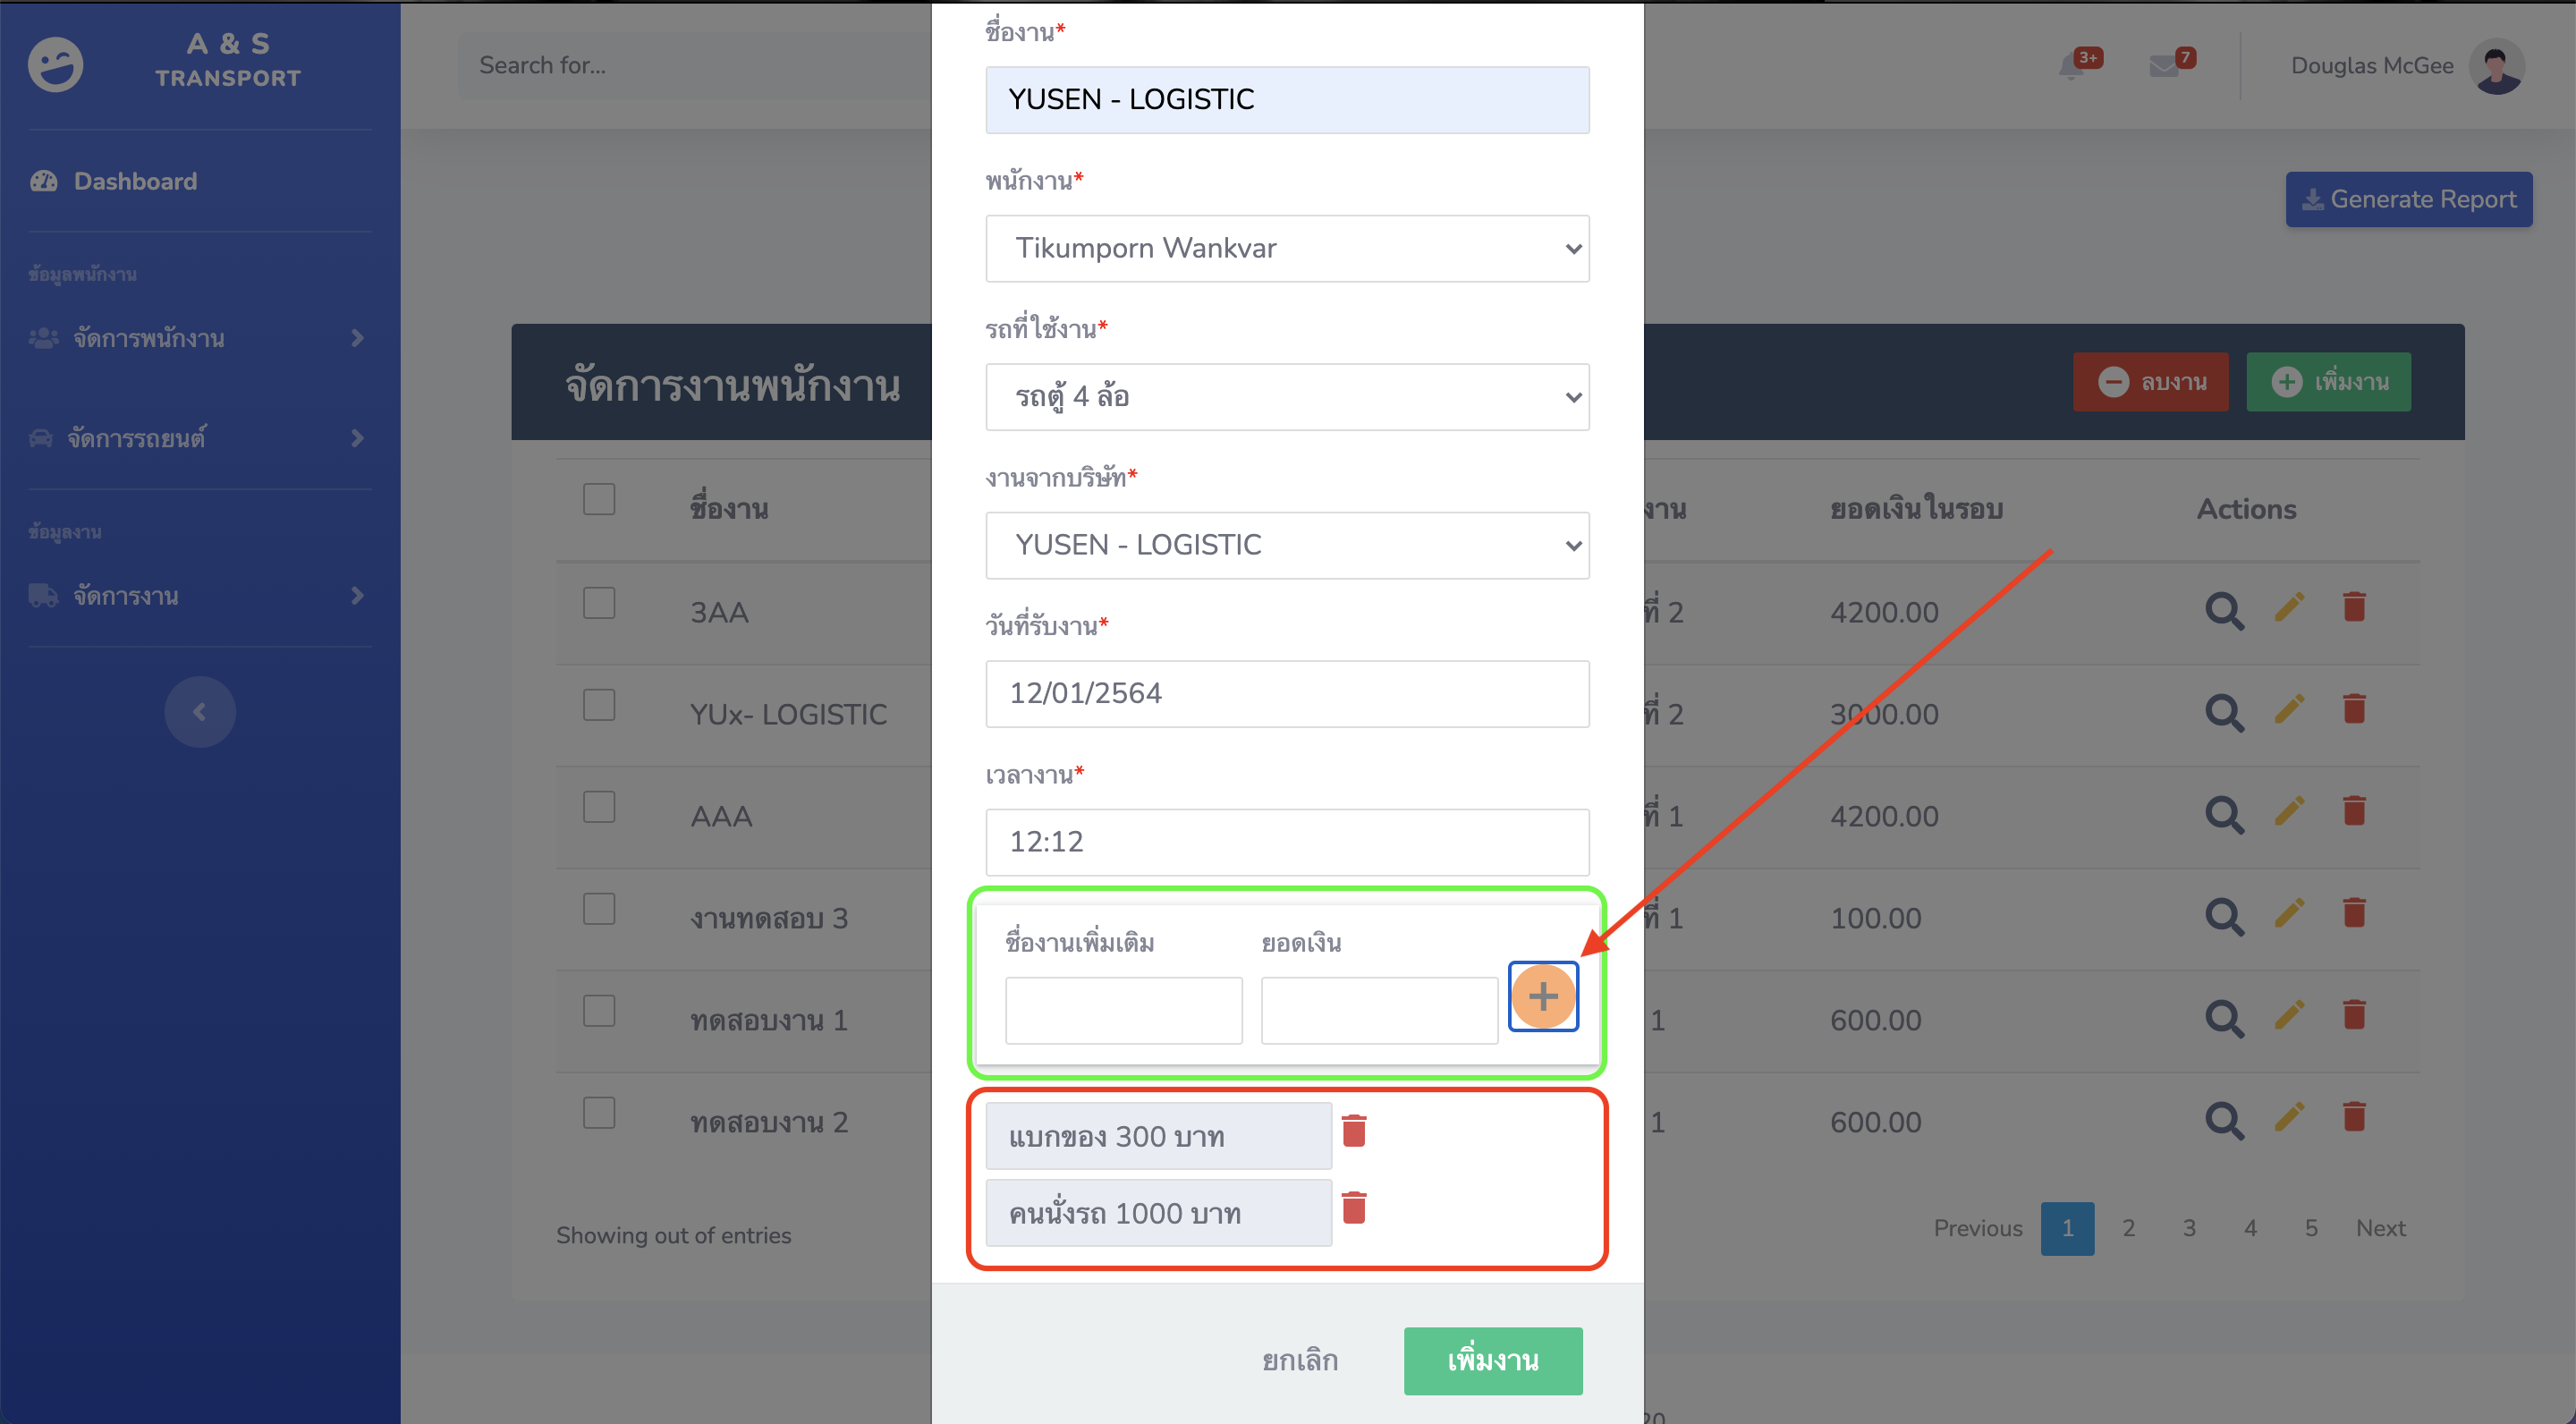 A & S
TRANSPORT
Dashboard
ข้อมูลพนักงาน
จัดการพนักงาน
จัดการรถยนต์
ข้อมูลงาน
จัดการงาน
Search for...
3+
7
Douglas McGee
Generate Report
จัดการงานพนักงาน
ลบงาน
เพิ่มงาน
ชื่องาน งาน ยอดเงินในรอบ Actions
3AA ที่ 2 4200.00
YUx- LOGISTIC ที่ 2 3000.00
AAA ที่ 1 4200.00
งานทดสอบ 3 ที่ 1 100.00
ทดสอบงาน 1 1 600.00
ทดสอบงาน 2 1 600.00
Showing out of entries
Previous 1 2 3 4 5 Next
ชื่องาน*
YUSEN - LOGISTIC
พนักงาน*
Tikumporn Wankvar
รถที่ใช้งาน*
รถตู้ 4 ล้อ
งานจากบริษัท*
YUSEN - LOGISTIC
วันที่รับงาน*
12/01/2564
เวลางาน*
12:12
ชื่องานเพิ่มเติม ยอดเงิน
แบกของ 300 บาท
คนนั่งรถ 1000 บาท
ยกเลิก
เพิ่มงาน